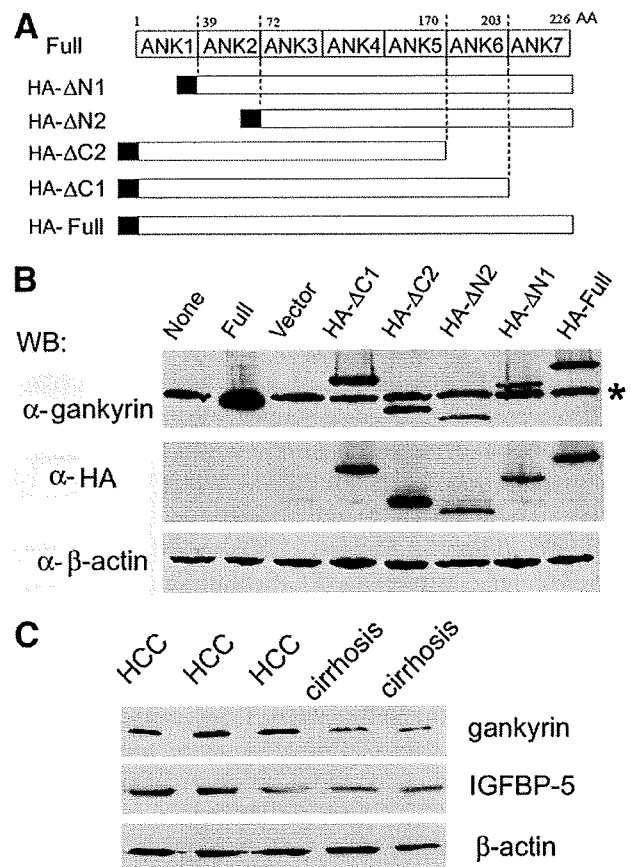 A
1 39 72 170 203 226 AA
Full ANK1 ANK2 ANK3 ANK4 ANK5 ANK6 ANK7
HA-ΔN1
HA-ΔN2
HA-ΔC2
HA-ΔC1
HA-Full
B
None Full Vector HA-ΔC1 HA-ΔC2 HA-ΔN2 HA-ΔN1 HA-Full
WB:
α-gankyrin *
α-HA
α-β-actin
C
HCC HCC HCC cirrhosis cirrhosis
gankyrin
IGFBP-5
β-actin